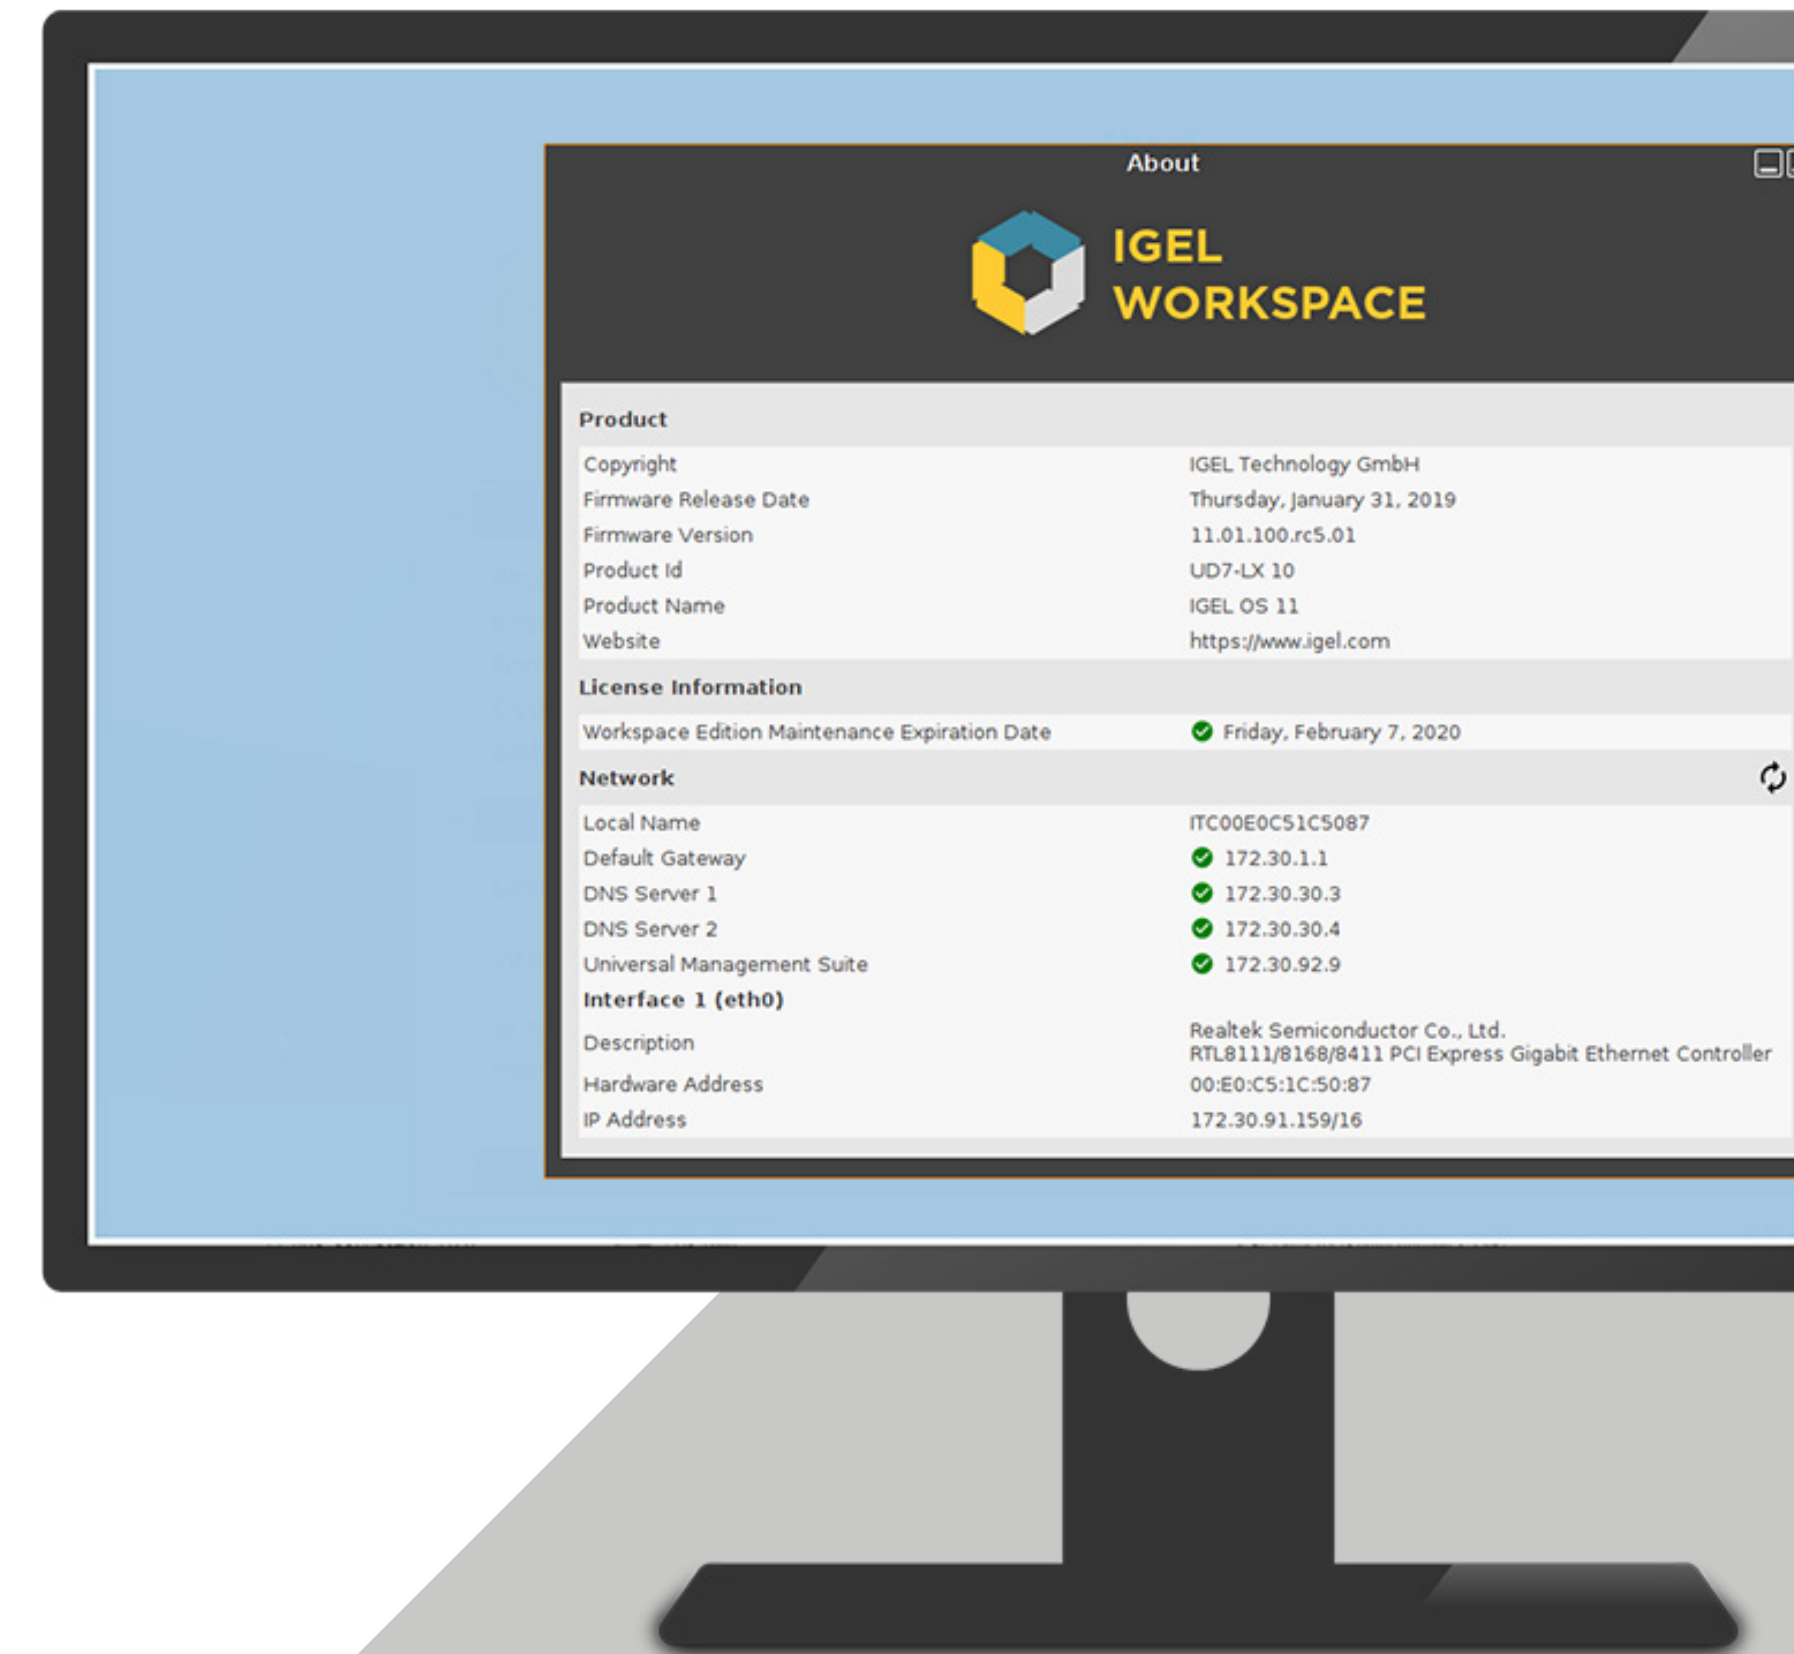 About
IGEL
WORKSPACE
Product
Copyright IGEL Technology GmbH
Firmware Release Date Thursday, January 31, 2019
Firmware Version 11.01.100.rc5.01
Product Id UD7-LX 10
Product Name IGEL OS 11
Website https://www.igel.com
License Information
Workspace Edition Maintenance Expiration Date Friday, February 7, 2020
Network
Local Name ITC00E0C51C5087
Default Gateway 172.30.1.1
DNS Server 1 172.30.30.3
DNS Server 2 172.30.30.4
Universal Management Suite 172.30.92.9
Interface 1 (eth0)
Description Realtek Semiconductor Co., Ltd.
RTL8111/8168/8411 PCI Express Gigabit Ethernet Controller
Hardware Address 00:E0:C5:1C:50:87
IP Address 172.30.91.159/16